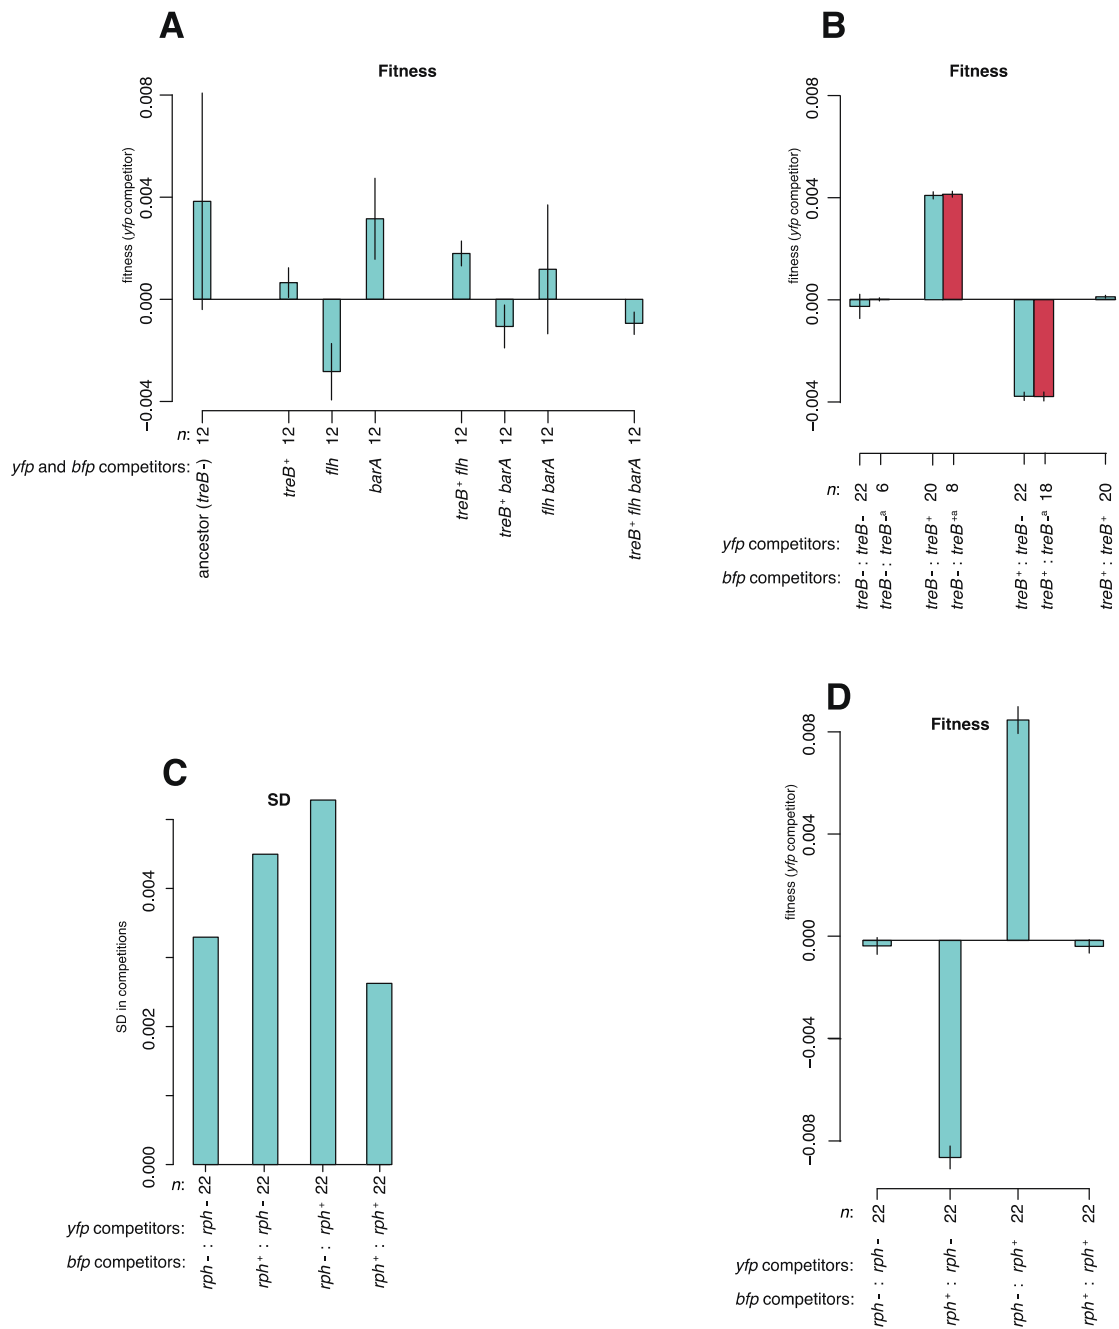 A
Fitness
fitness (yfp competitor)
0.008
0.004
0.000
−0.004
n: 12 12 12 12 12 12 12 12
yfp and bfp competitors:
ancestor (treB-)
treB+
flh
barA
treB+ flh
treB+ barA
flh barA
treB+ flh barA
B
Fitness
fitness (yfp competitor)
0.008
0.004
0.000
−0.004
n: 22 6 20 8 22 18 20
yfp competitors:
bfp competitors:
treB- : treB-
treB- : treB-a
treB- : treB+
treB- : treB+a
treB+ : treB-
treB+ : treB-a
treB+ : treB+
C
SD
SD in competitions
0.004
0.002
0.000
n: 22 22 22 22
yfp competitors:
bfp competitors:
rph- : rph-
rph+ : rph-
rph- : rph+
rph+ : rph+
D
Fitness
fitness (yfp competitor)
0.008
0.004
0.000
−0.004
−0.008
n: 22 22 22 22
yfp competitors:
bfp competitors:
rph- : rph-
rph+ : rph-
rph- : rph+
rph+ : rph+